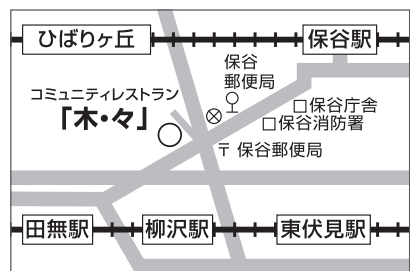 ひばりヶ丘
保谷駅
保谷
郵便局
コミュニティレストラン
「木・々」
□保谷庁舎
□保谷消防署
〒 保谷郵便局
田無駅
柳沢駅
東伏見駅